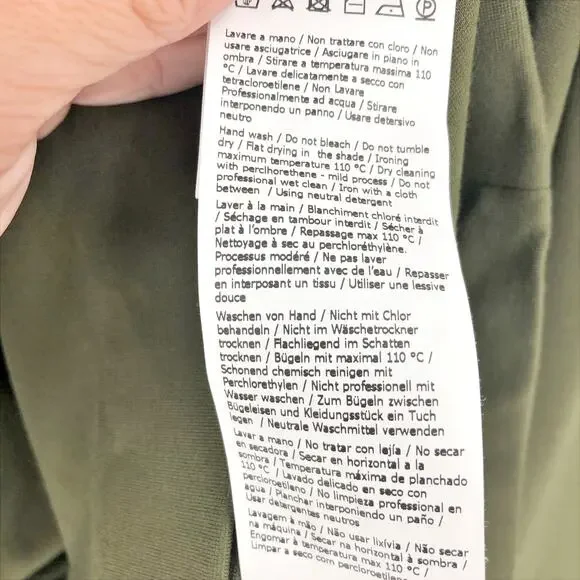 Lavare a mano / Non trattare con cloro / Non
usare asciugatrice / Asciugare in piano in
ombra / Stirare a temperatura massima 110
°C / Lavare delicatamente a secco con
tetracloroetilene / Non Lavare
Professionalmente ad acqua / Stirare
interponendo un panno / Usare detersivo
neutro
Hand wash / Do not bleach / Do not tumble
dry / Flat drying in the shade / Ironing
maximum temperature 110 °C / Dry cleaning
with perclhorethene - mild process / Do not
professional wet clean / Iron with a cloth
between / Using neutral detergent
Laver à la main / Blanchiment chloré interdit
/ Séchage en tambour interdit / Sécher à
plat à l'ombre / Repassage max 110 °C /
Nettoyage à sec au perchloréthylène.
Processus modéré / Ne pas laver
professionnellement avec de l'eau / Repasser
en interposant un tissu / Utiliser une lessive
douce
Waschen von Hand / Nicht mit Chlor
behandeln / Nicht im Wäschetrockner
trocknen / Flachliegend im Schatten
trocknen / Bügeln mit maximal 110 °C /
Schonend chemisch reinigen mit
Perchlorethylen / Nicht professionell mit
Wasser waschen / Zum Bügeln zwischen
Bügeleisen und Kleidungsstück ein Tuch
legen / Neutrale Waschmittel verwenden
Lavar a mano / No tratar con lejía / No secar
en secadora / Secar en horizontal a la
sombra / Temperatura máxima de planchado
110 °C / Lavado delicado en seco con
percloroetileno / No limpieza profesional en
agua / Planchar interponiendo un paño /
Usar detergentes neutros
Lavagem à mão / Não usar lixívia / Não secar
na máquina / Secar na horizontal à sombra /
Engomar à temperatura max 110 °C /
Limpar a seco com percloroetileno